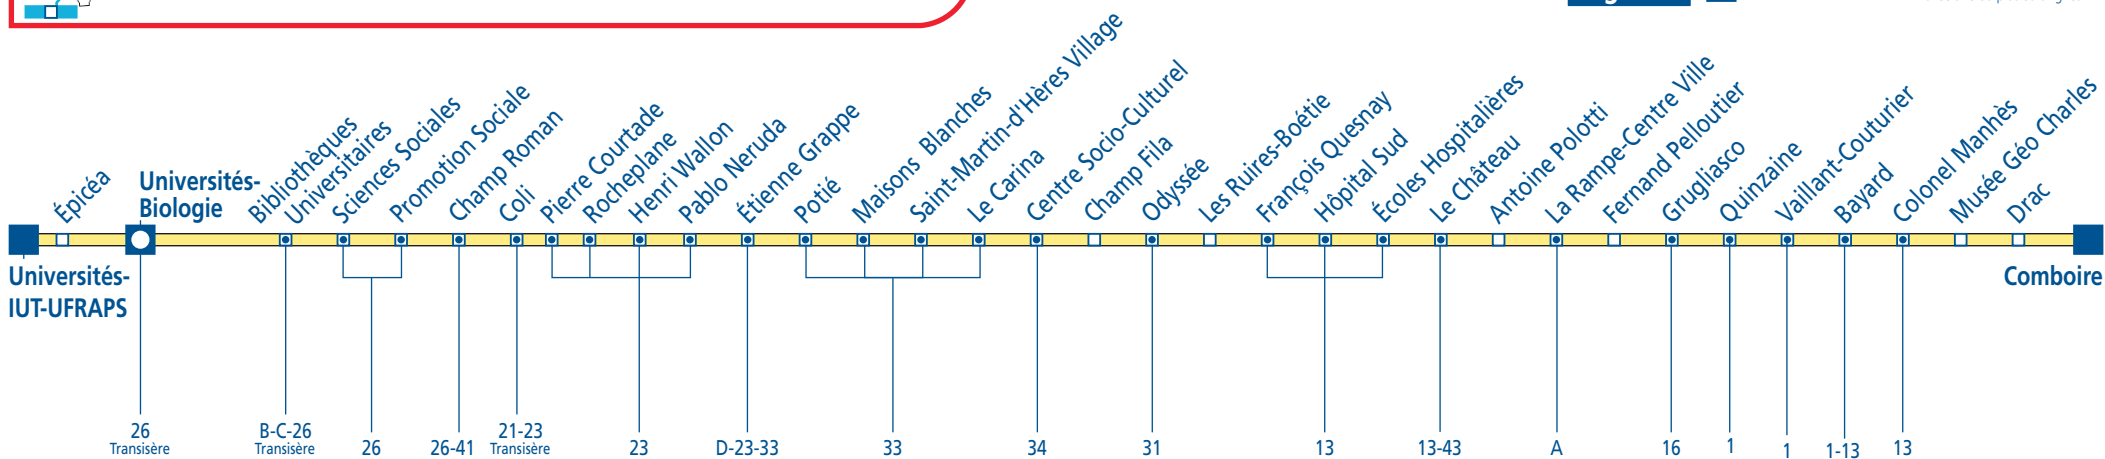 Épicéa
Universités-
Biologie
Bibliothèques
Universitaires
Sciences Sociales
Promotion Sociale
Champ Roman
Coli
Pierre Courtade
Rocheplane
Henri Wallon
Pablo Neruda
Étienne Grappe
Potié
Maisons Blanches
Saint-Martin-d'Hères Village
Le Carina
Centre Socio-Culturel
Champ Fila
Odyssée
Les Ruires-Boétie
François Quesnay
Hôpital Sud
Écoles Hospitalières
Le Château
Antoine Polotti
La Rampe-Centre Ville
Fernand Pelloutier
Grugliasco
Quinzaine
Vaillant-Couturier
Bayard
Colonel Manhès
Musée Géo Charles
Drac
Universités-
IUT-UFRAPS
Comboire
26
Transisère
B-C-26
Transisère
26
26-41
21-23
Transisère
23
D-23-33
33
34
31
13
13-43
A
16
1
1
1-13
13